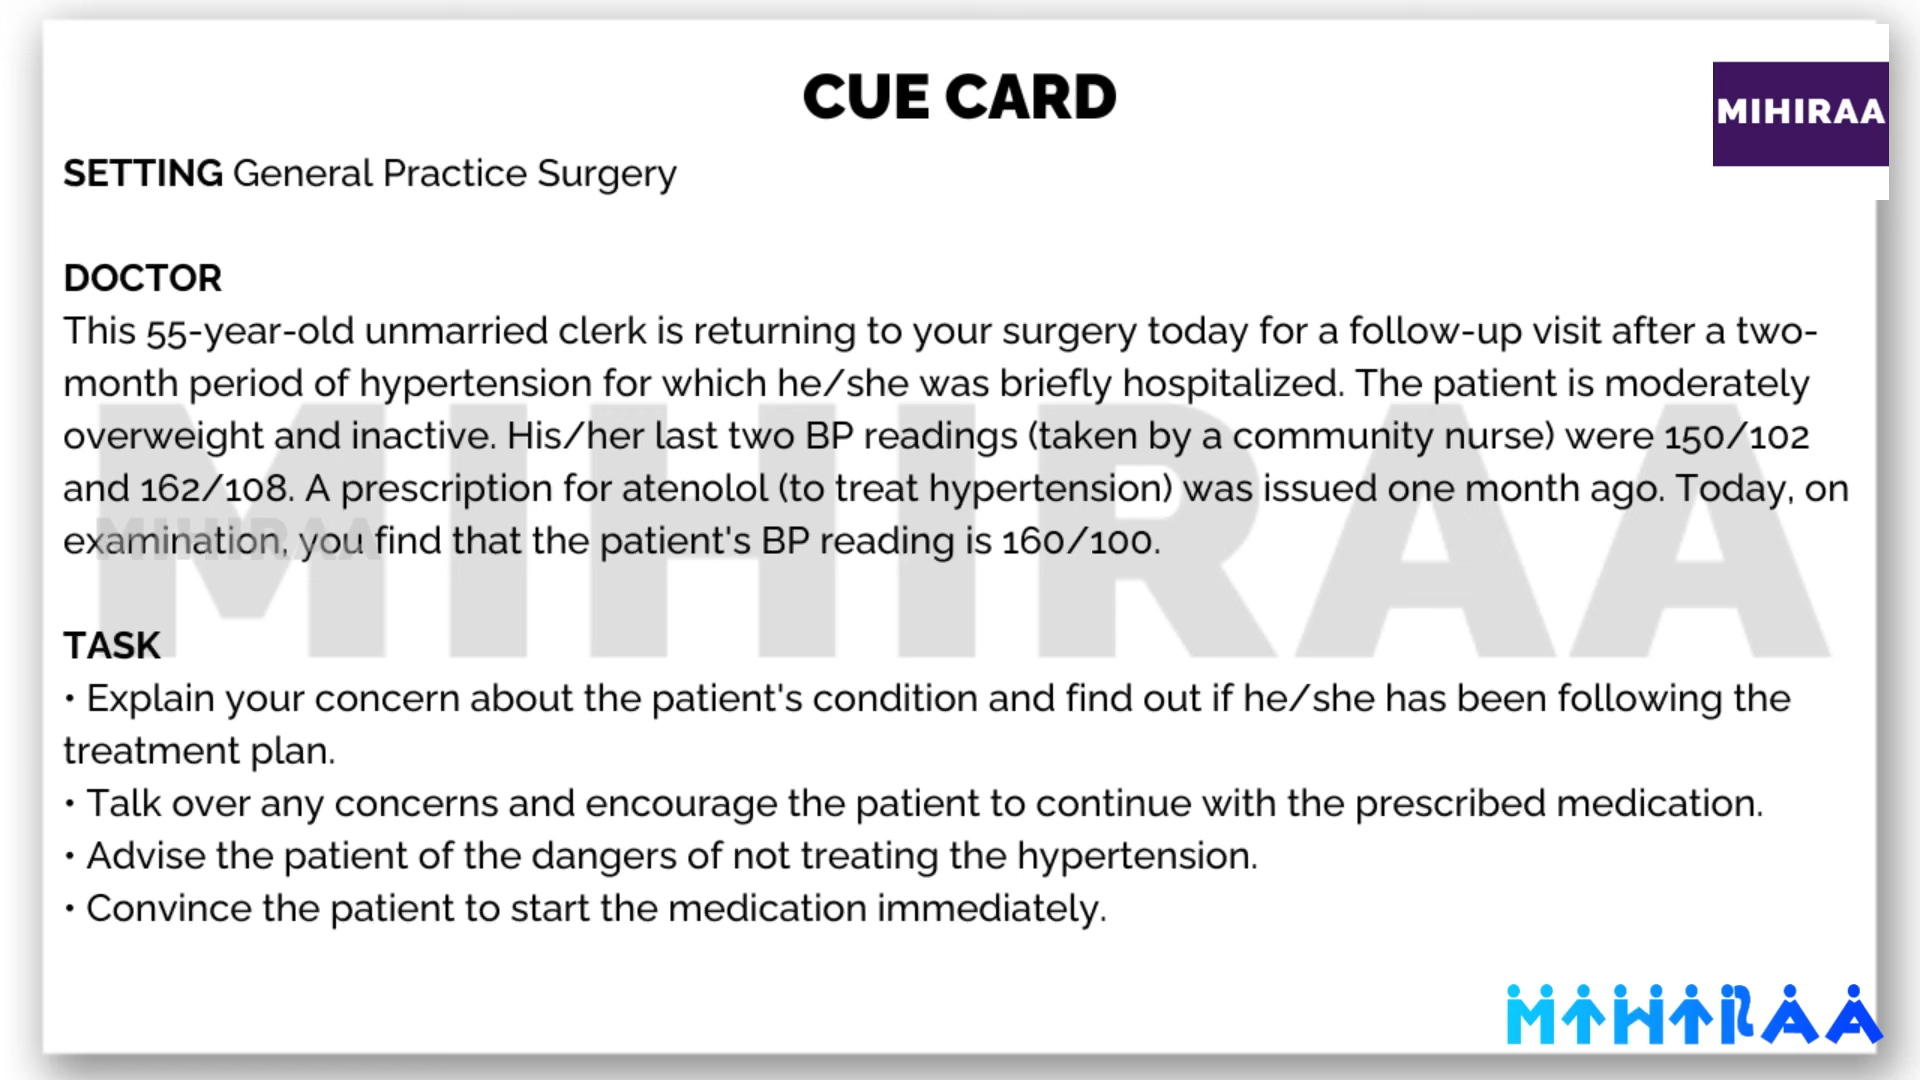 CUE CARD
MIHIRAA
SETTING General Practice Surgery
DOCTOR
This 55-year-old unmarried clerk is returning to your surgery today for a follow-up visit after a two-
month period of hypertension for which he/she was briefly hospitalized. The patient is moderately
overweight and inactive. His/her last two BP readings (taken by a community nurse) were 150/102
and 162/108. A prescription for atenolol (to treat hypertension) was issued one month ago. Today, on
examination, you find that the patient's BP reading is 160/100.
MIHIRAA
MIHIRAA
TASK
• Explain your concern about the patient's condition and find out if he/she has been following the
treatment plan.
• Talk over any concerns and encourage the patient to continue with the prescribed medication.
• Advise the patient of the dangers of not treating the hypertension.
• Convince the patient to start the medication immediately.
MIHIRAA